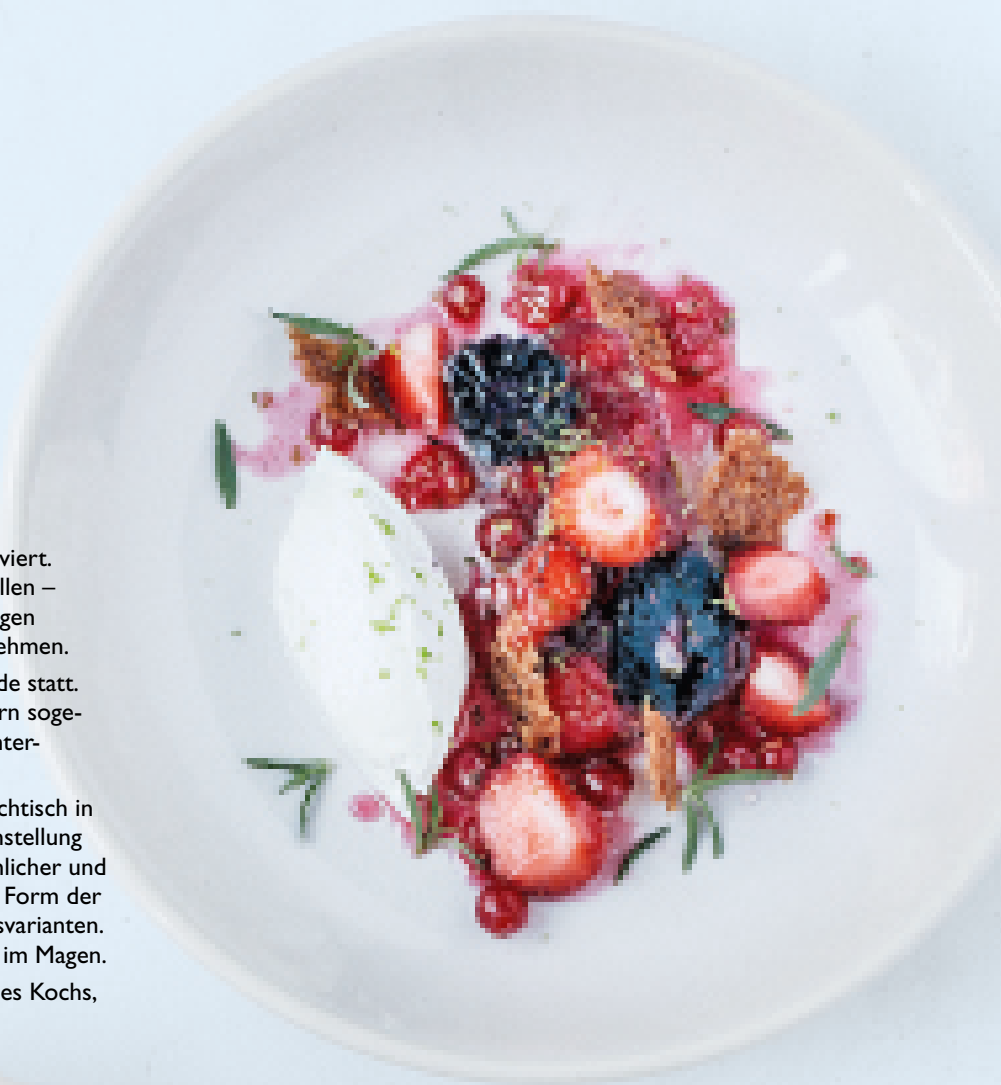 viert.
llen –
gen
ehmen.
de statt.
rn soge-
nter-
chtisch in
nstellung
nlicher und
Form der
svarianten.
im Magen.
es Kochs,